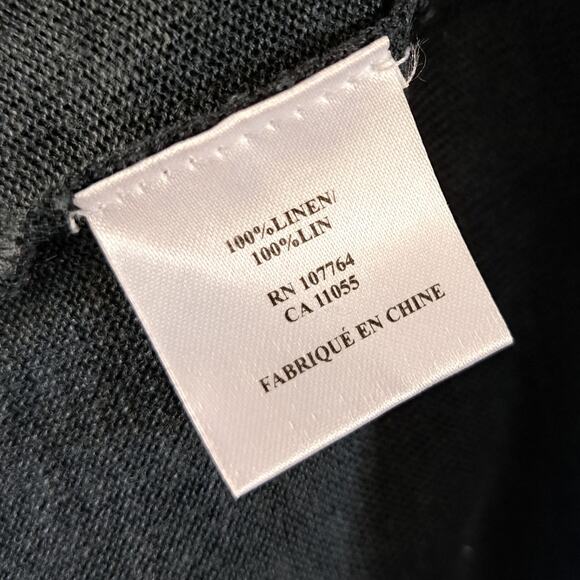 100%LINEN/
100%LIN
RN 107764
CA 11055
FABRIQUÉ EN CHINE